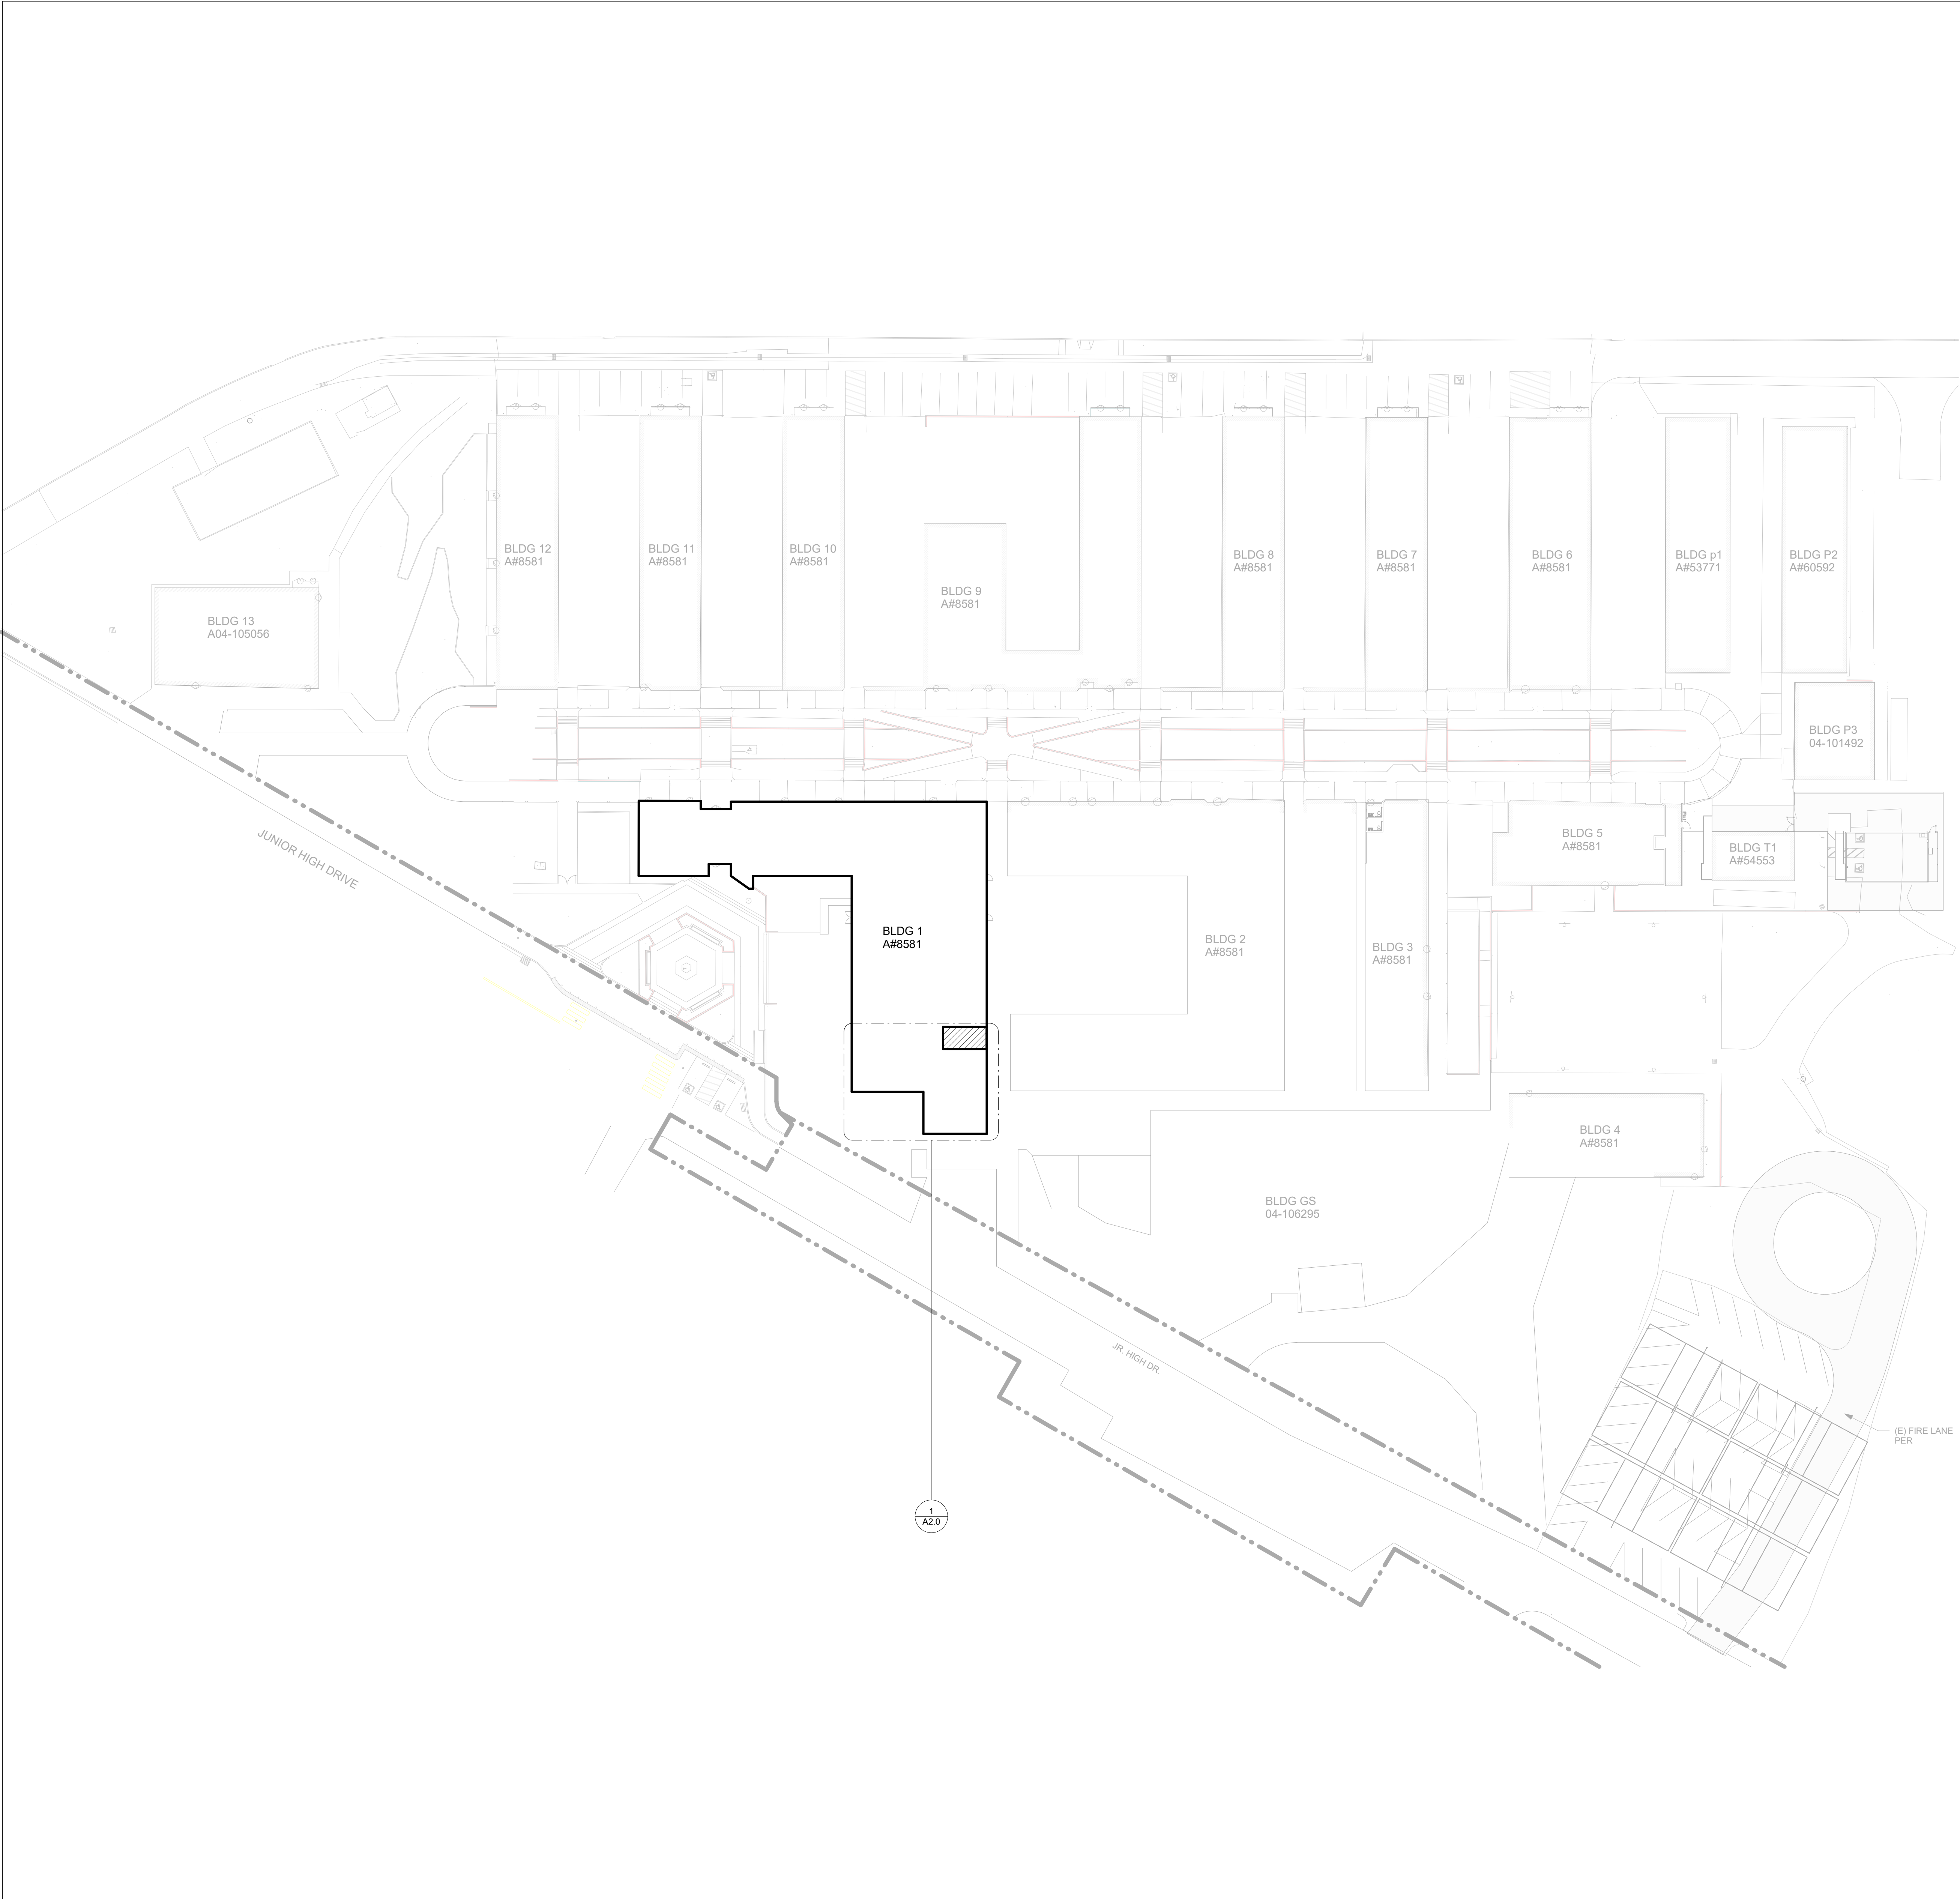 BLDG 12
A#8581
BLDG 11
A#8581
BLDG 10
A#8581
BLDG 9
A#8581
BLDG 8
A#8581
BLDG 7
A#8581
BLDG 6
A#8581
BLDG p1
A#53771
BLDG P2
A#60592
BLDG 13
A04-105056
BLDG P3
04-101492
JUNIOR HIGH DRIVE
BLDG 1
A#8581
BLDG 2
A#8581
BLDG 3
A#8581
BLDG 5
A#8581
BLDG T1
A#54553
BLDG 4
A#8581
BLDG GS
04-106295
JR. HIGH DR.
(E) FIRE LANE
PER
1
A2.0